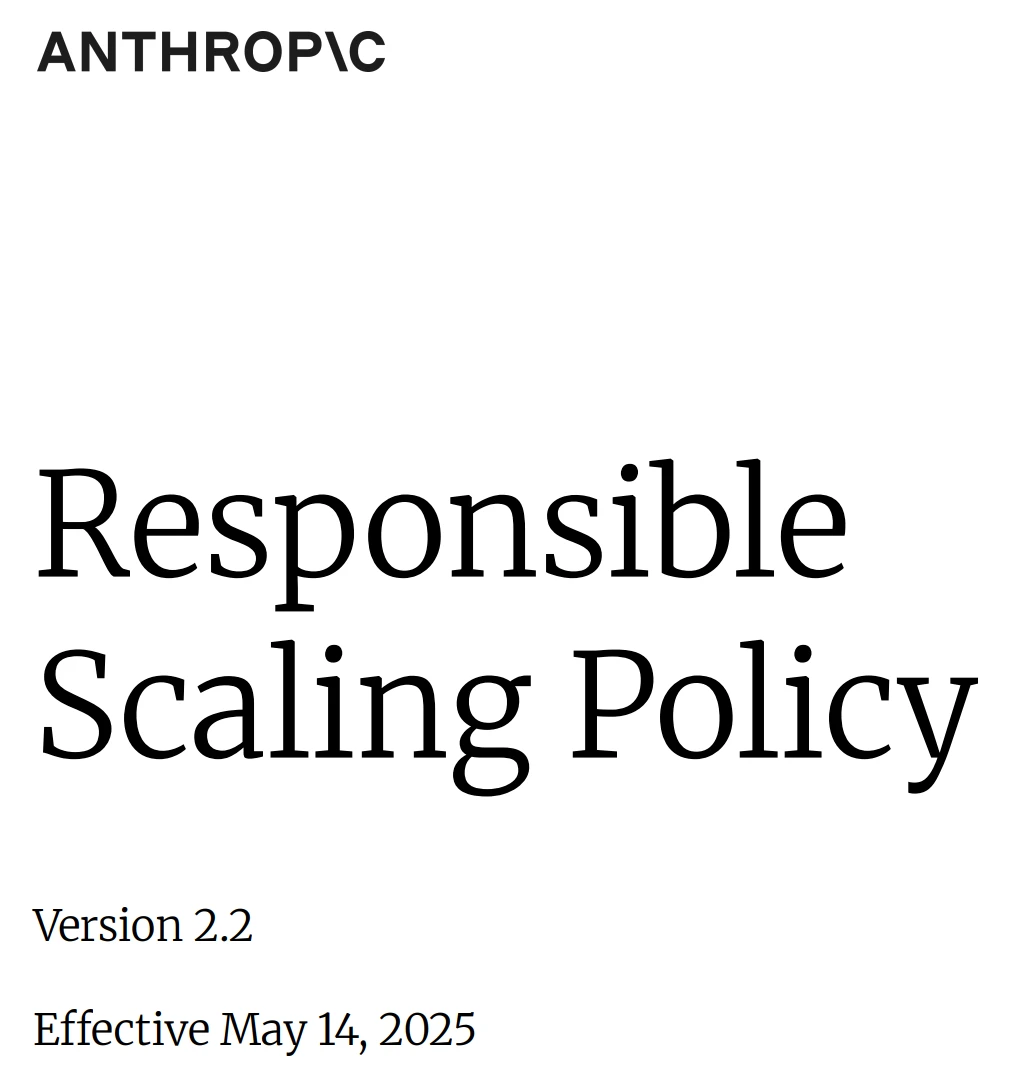 ANTHROP\C
Responsible
Scaling Policy
Version 2.2
Effective May 14, 2025